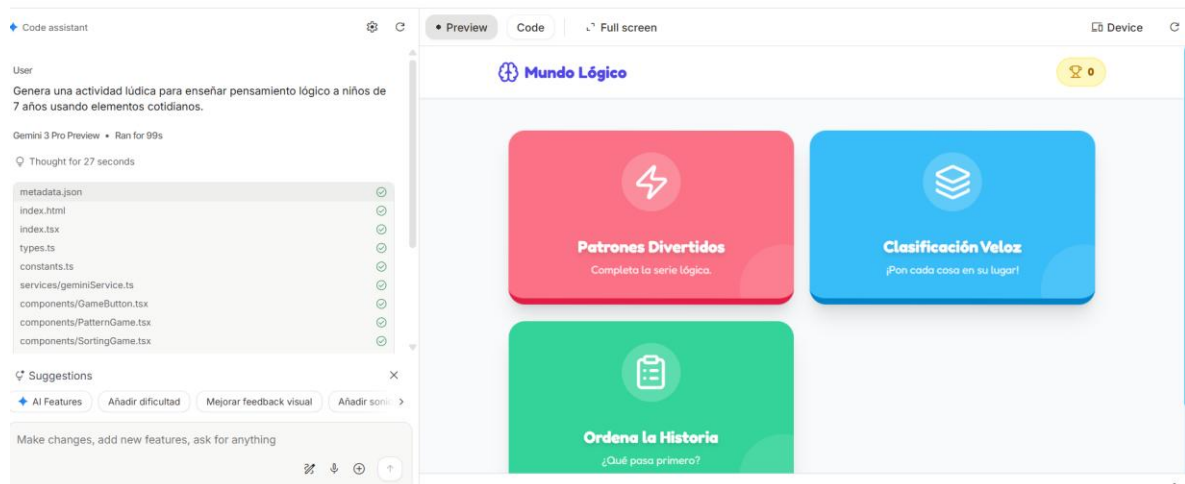 Code assistant
User
Genera una actividad lúdica para enseñar pensamiento lógico a niños de
7 años usando elementos cotidianos.
Gemini 3 Pro Preview • Ran for 99s
Thought for 27 seconds
metadata.json
index.html
index.tsx
types.ts
constants.ts
services/geminiService.ts
components/GameButton.tsx
components/PatternGame.tsx
components/SortingGame.tsx
Suggestions
AI Features
Añadir dificultad
Mejorar feedback visual
Añadir
Make changes, add new features, ask for anything
Preview
Code
Full screen
Device
Mundo Lógico
0
Patrones Divertidos
Completa la serie lógica.
Clasificación Veloz
¡Pon cada cosa en su lugar!
Ordena la Historia
¿Qué pasa primero?